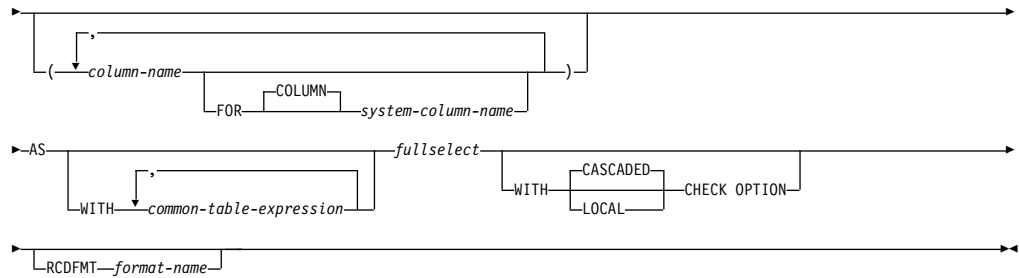 ,
( column-name )
COLUMN
FOR system-column-name
AS fullselect
,
CASCADED
WITH CHECK OPTION
WITH common-table-expression LOCAL
RCDFMT format-name